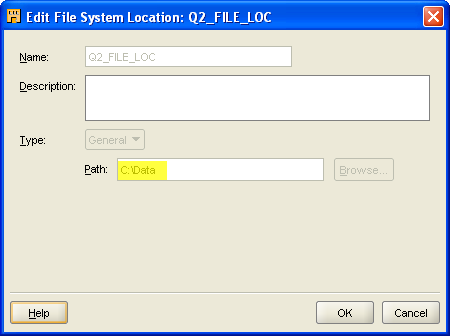 Edit File System Location: Q2_FILE_LOC
Name: Q2_FILE_LOC
Description:
Type: General
Path: C:\Data Browse...
Help OK Cancel